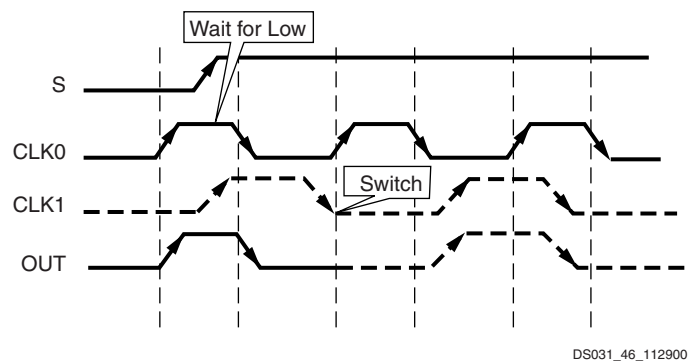 Wait for Low
S
CLK0
CLK1
Switch
OUT
DS031_46_112900